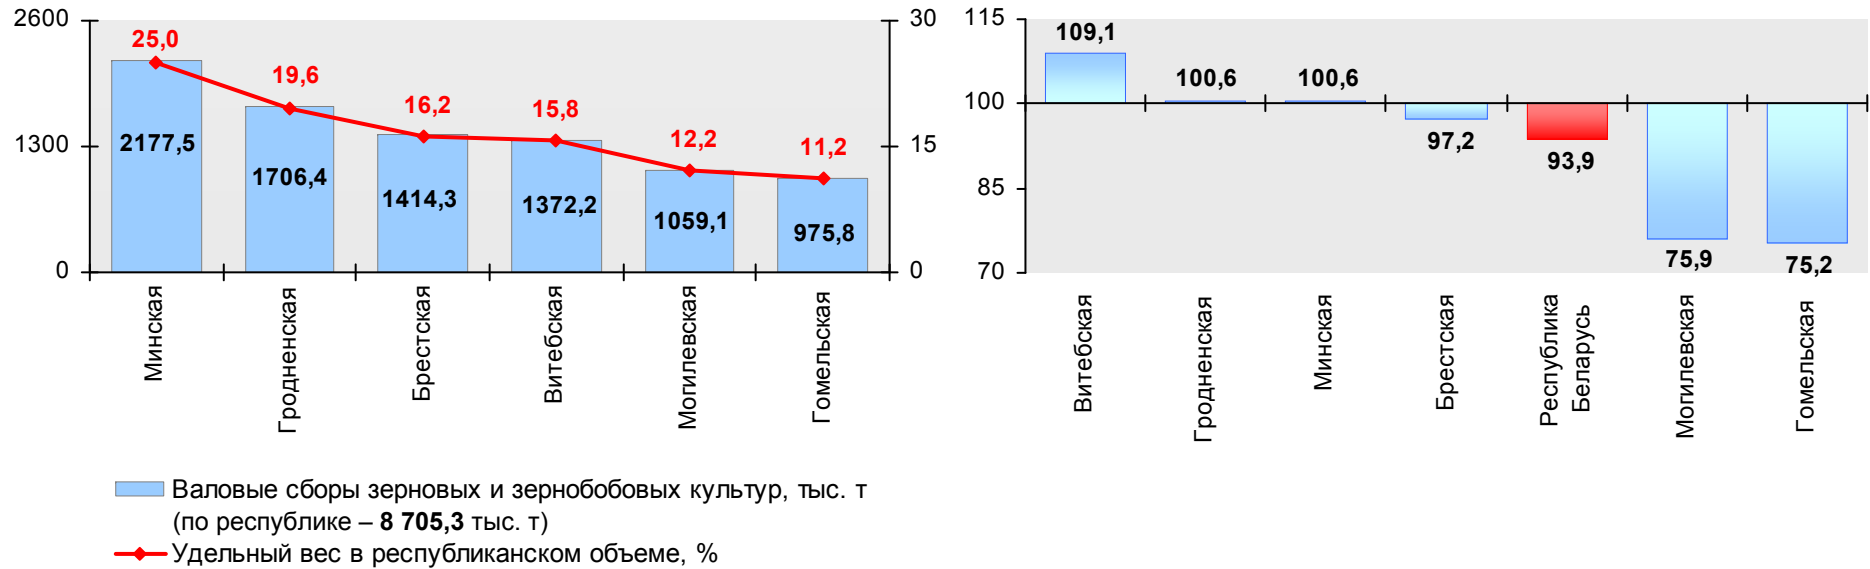 2600
1300
0
30
15
0
25,0
19,6
16,2
15,8
12,2
11,2
2177,5
1706,4
1414,3
1372,2
1059,1
975,8
Минская
Гродненская
Брестская
Витебская
Могилевская
Гомельская
Валовые сборы зерновых и зернобобовых культур, тыс. т
(по республике – 8 705,3 тыс. т)
Удельный вес в республиканском объеме, %
115
100
85
70
109,1
100,6
100,6
97,2
93,9
75,9
75,2
Витебская
Гродненская
Минская
Брестская
Республика
Беларусь
Могилевская
Гомельская